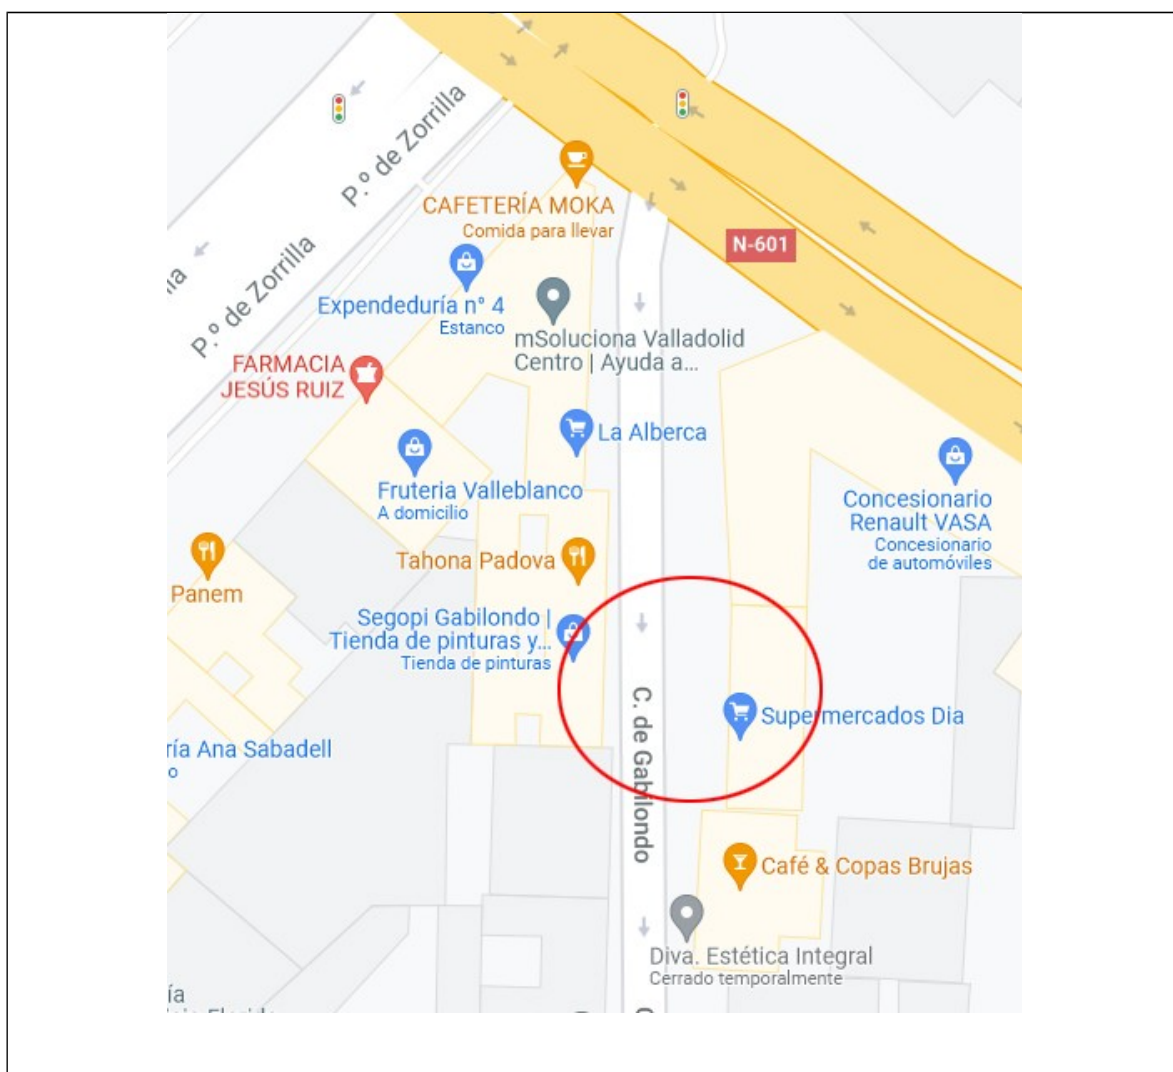 P.º de Zorrilla
CAFETERÍA MOKA
Comida para llevar
N-601
P.º de Zorrilla
Expendeduría n° 4
Estanco
mSoluciona Valladolid
Centro | Ayuda a...
FARMACIA
JESÚS RUIZ
La Alberca
Fruteria Valleblanco
A domicilio
Concesionario
Renault VASA
Concesionario
de automóviles
Tahona Padova
Panem
Segopi Gabilondo |
Tienda de pinturas y...
Tienda de pinturas
C. de Gabilondo
Supermercados Dia
ría Ana Sabadell
o
Café & Copas Brujas
Diva. Estética Integral
Cerrado temporalmente
ía